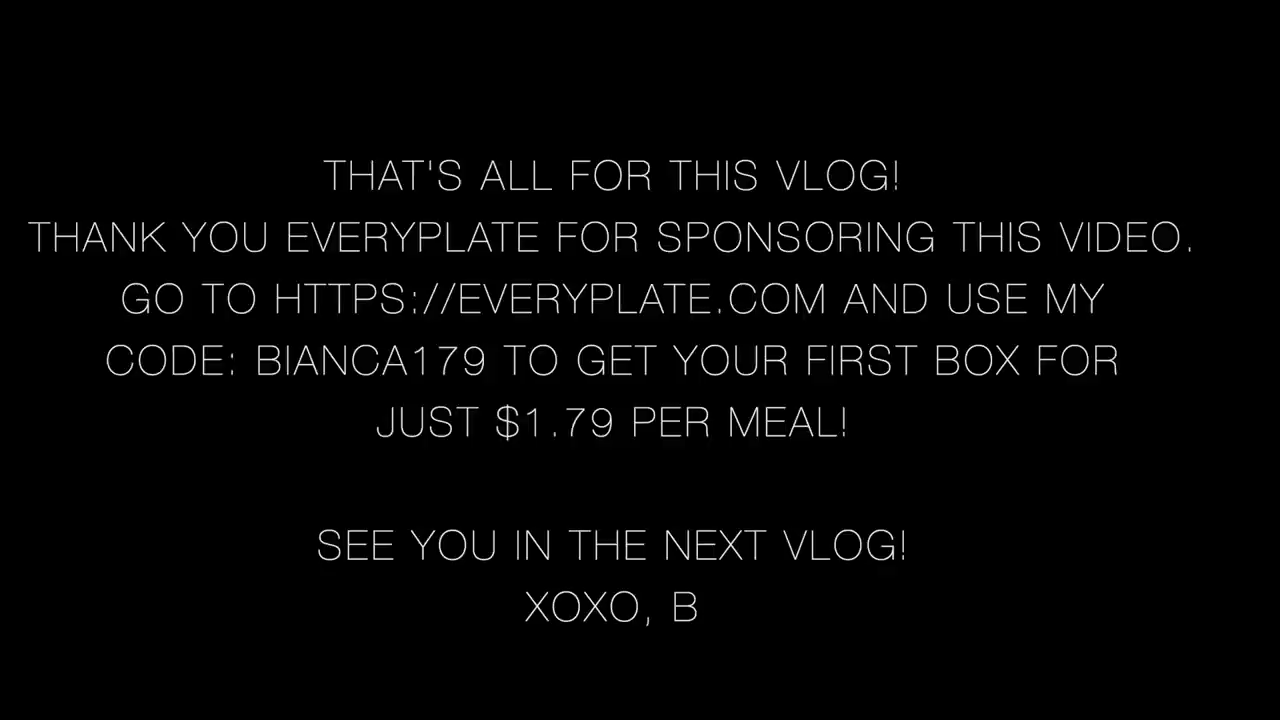 THAT'S ALL FOR THIS VLOG!
THANK YOU EVERYPLATE FOR SPONSORING THIS VIDEO.
GO TO HTTPS://EVERYPLATE.COM AND USE MY
CODE: BIANCA179 TO GET YOUR FIRST BOX FOR
JUST $1.79 PER MEAL!
SEE YOU IN THE NEXT VLOG!
XOXO, B